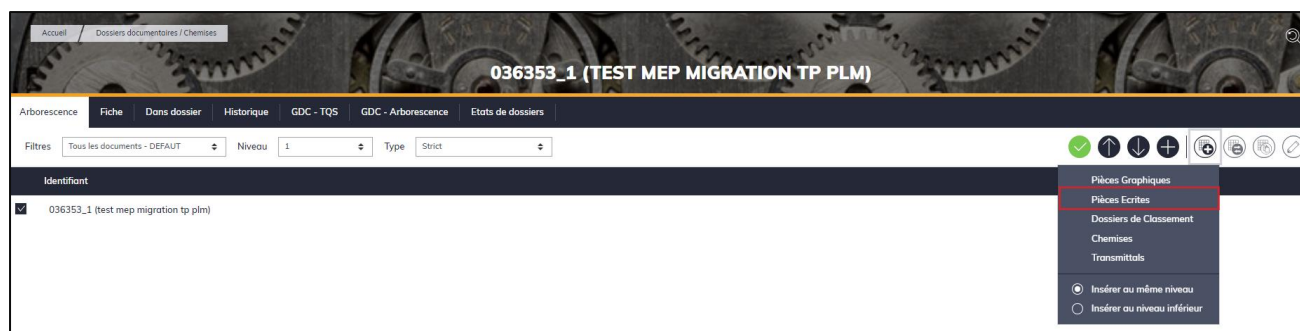 Accueil / Dossiers documentaires / Chemises
036353_1 (TEST MEP MIGRATION TP PLM)
Arborescence Fiche Dans dossier Historique GDC - TQS GDC - Arborescence Etats de dossiers
Filtres Tous les documents - DEFAUT Niveau 1 Type Strict
Identifiant
036353_1 (test mep migration tp plm)
Pièces Graphiques
Pièces Ecrites
Dossiers de Classement
Chemises
Transmittals
Insérer au même niveau
Insérer au niveau inférieur